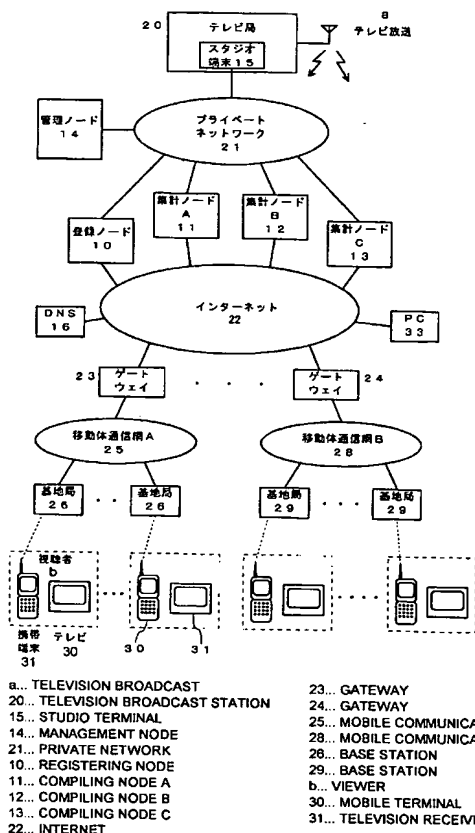 20
テレビ局
スタジオ
端末15
a
テレビ放送
管理ノード
14
プライベート
ネットワーク
21
登録ノード
10
集計ノード
A
11
集計ノード
B
12
集計ノード
C
13
インターネット
22
DNS
16
PC
33
23
ゲート
ウェイ
. . .
24
ゲート
ウェイ
移動体通信網A
25
移動体通信網B
28
基地局
26
基地局
26
基地局
29
基地局
29
視聴者
b
携帯
端末
31
テレビ
30
30
31
a... TELEVISION BROADCAST
20... TELEVISION BROADCAST STATION
15... STUDIO TERMINAL
14... MANAGEMENT NODE
21... PRIVATE NETWORK
10... REGISTERING NODE
11... COMPILING NODE A
12... COMPILING NODE B
13... COMPILING NODE C
22... INTERNET
23... GATEWAY
24... GATEWAY
25... MOBILE COMMUNICA
28... MOBILE COMMUNICA
26... BASE STATION
29... BASE STATION
b... VIEWER
30... MOBILE TERMINAL
31... TELEVISION RECEIVE